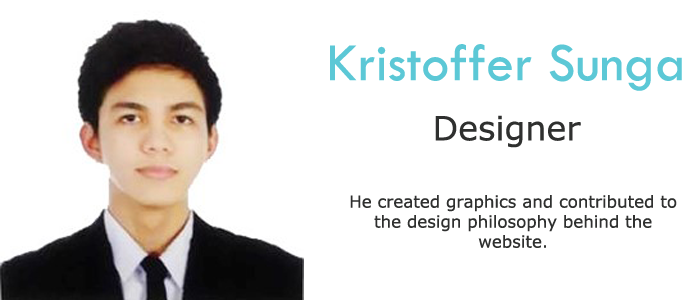 Kristoffer Sunga
Designer
He created graphics and contributed to
the design philosophy behind the
website.